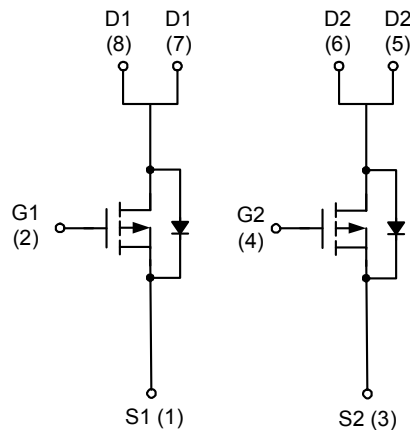 D1 D1 D2 D2
(8) (7) (6) (5)
G1 G2
(2) (4)
S1 (1) S2 (3)